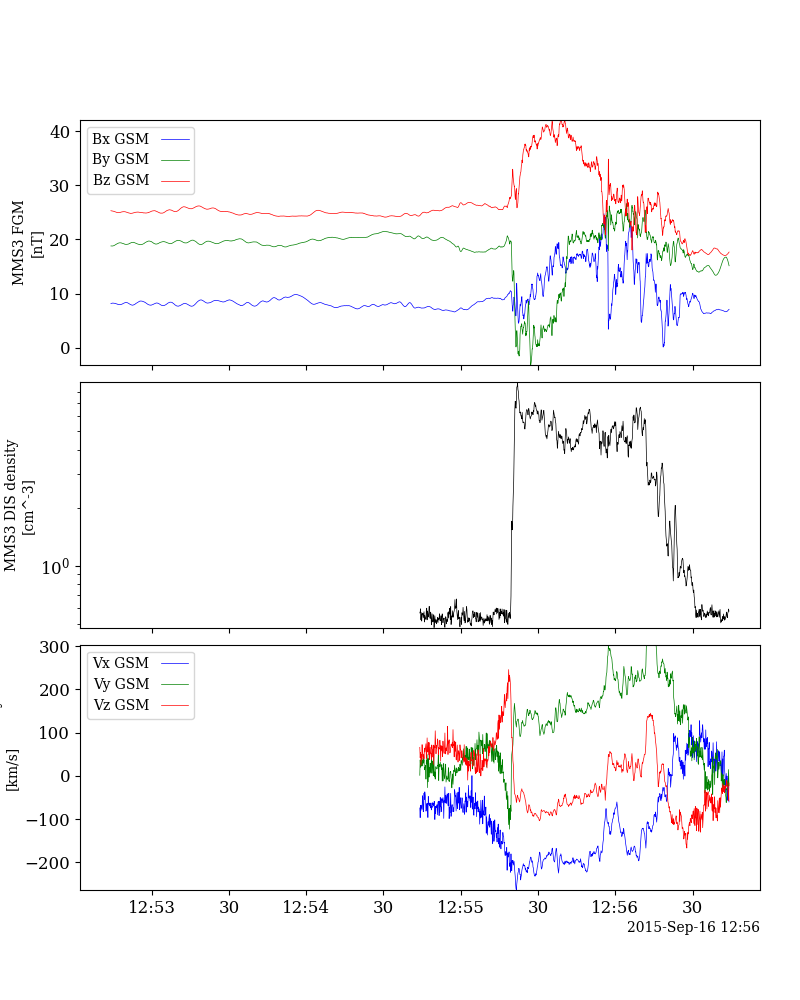 40
30
20
10
0
MMS3 FGM
[nT]
Bx GSM
By GSM
Bz GSM
10^0
MMS3 DIS density
[cm^-3]
300
200
100
0
−100
−200
[km/s]
Vx GSM
Vy GSM
Vz GSM
12:53 30 12:54 30 12:55 30 12:56 30
2015-Sep-16 12:56